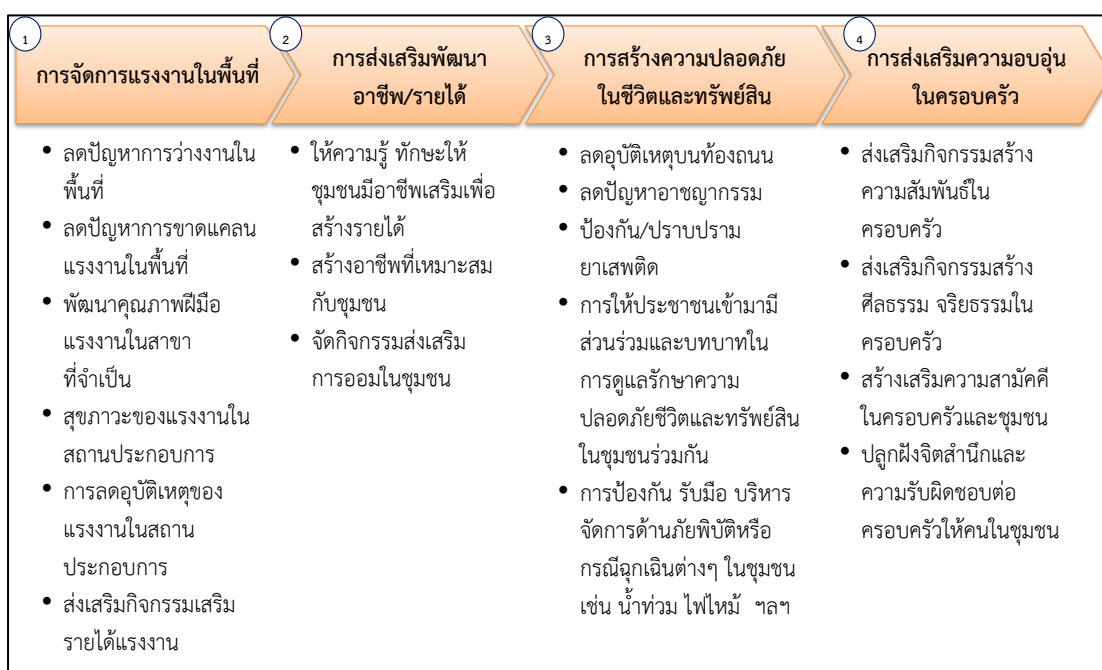 1
การจัดการแรงงานในพื้นที่
2
การส่งเสริมพัฒนา
อาชีพ/รายได้
3
การสร้างความปลอดภัย
ในชีวิตและทรัพย์สิน
4
การส่งเสริมความอบอุ่น
ในครอบครัว
• ลดปัญหาการว่างงานใน
พื้นที่
• ลดปัญหาการขาดแคลน
แรงงานในพื้นที่
• พัฒนาคุณภาพฝีมือ
แรงงานในสาขา
ที่จำเป็น
• สุขภาวะของแรงงานใน
สถานประกอบการ
• การลดอุบัติเหตุของ
แรงงานในสถาน
ประกอบการ
• ส่งเสริมกิจกรรมเสริม
รายได้แรงงาน
• ให้ความรู้ ทักษะให้
ชุมชนมีอาชีพเสริมเพื่อ
สร้างรายได้
• สร้างอาชีพที่เหมาะสม
กับชุมชน
• จัดกิจกรรมส่งเสริม
การออมในชุมชน
• ลดอุบัติเหตุบนท้องถนน
• ลดปัญหาอาชญากรรม
• ป้องกัน/ปราบปราม
ยาเสพติด
• การให้ประชาชนเข้ามามี
ส่วนร่วมและบทบาทใน
การดูแลรักษาความ
ปลอดภัยชีวิตและทรัพย์สิน
ในชุมชนร่วมกัน
• การป้องกัน รับมือ บริหาร
จัดการด้านภัยพิบัติหรือ
กรณีฉุกเฉินต่างๆ ในชุมชน
เช่น น้ำท่วม ไฟไหม้ ฯลฯ
• ส่งเสริมกิจกรรมสร้าง
ความสัมพันธ์ใน
ครอบครัว
• ส่งเสริมกิจกรรมสร้าง
ศีลธรรม จริยธรรมใน
ครอบครัว
• สร้างเสริมความสามัคคี
ในครอบครัวและชุมชน
• ปลูกฝังจิตสำนึกและ
ความรับผิดชอบต่อ
ครอบครัวให้คนในชุมชน